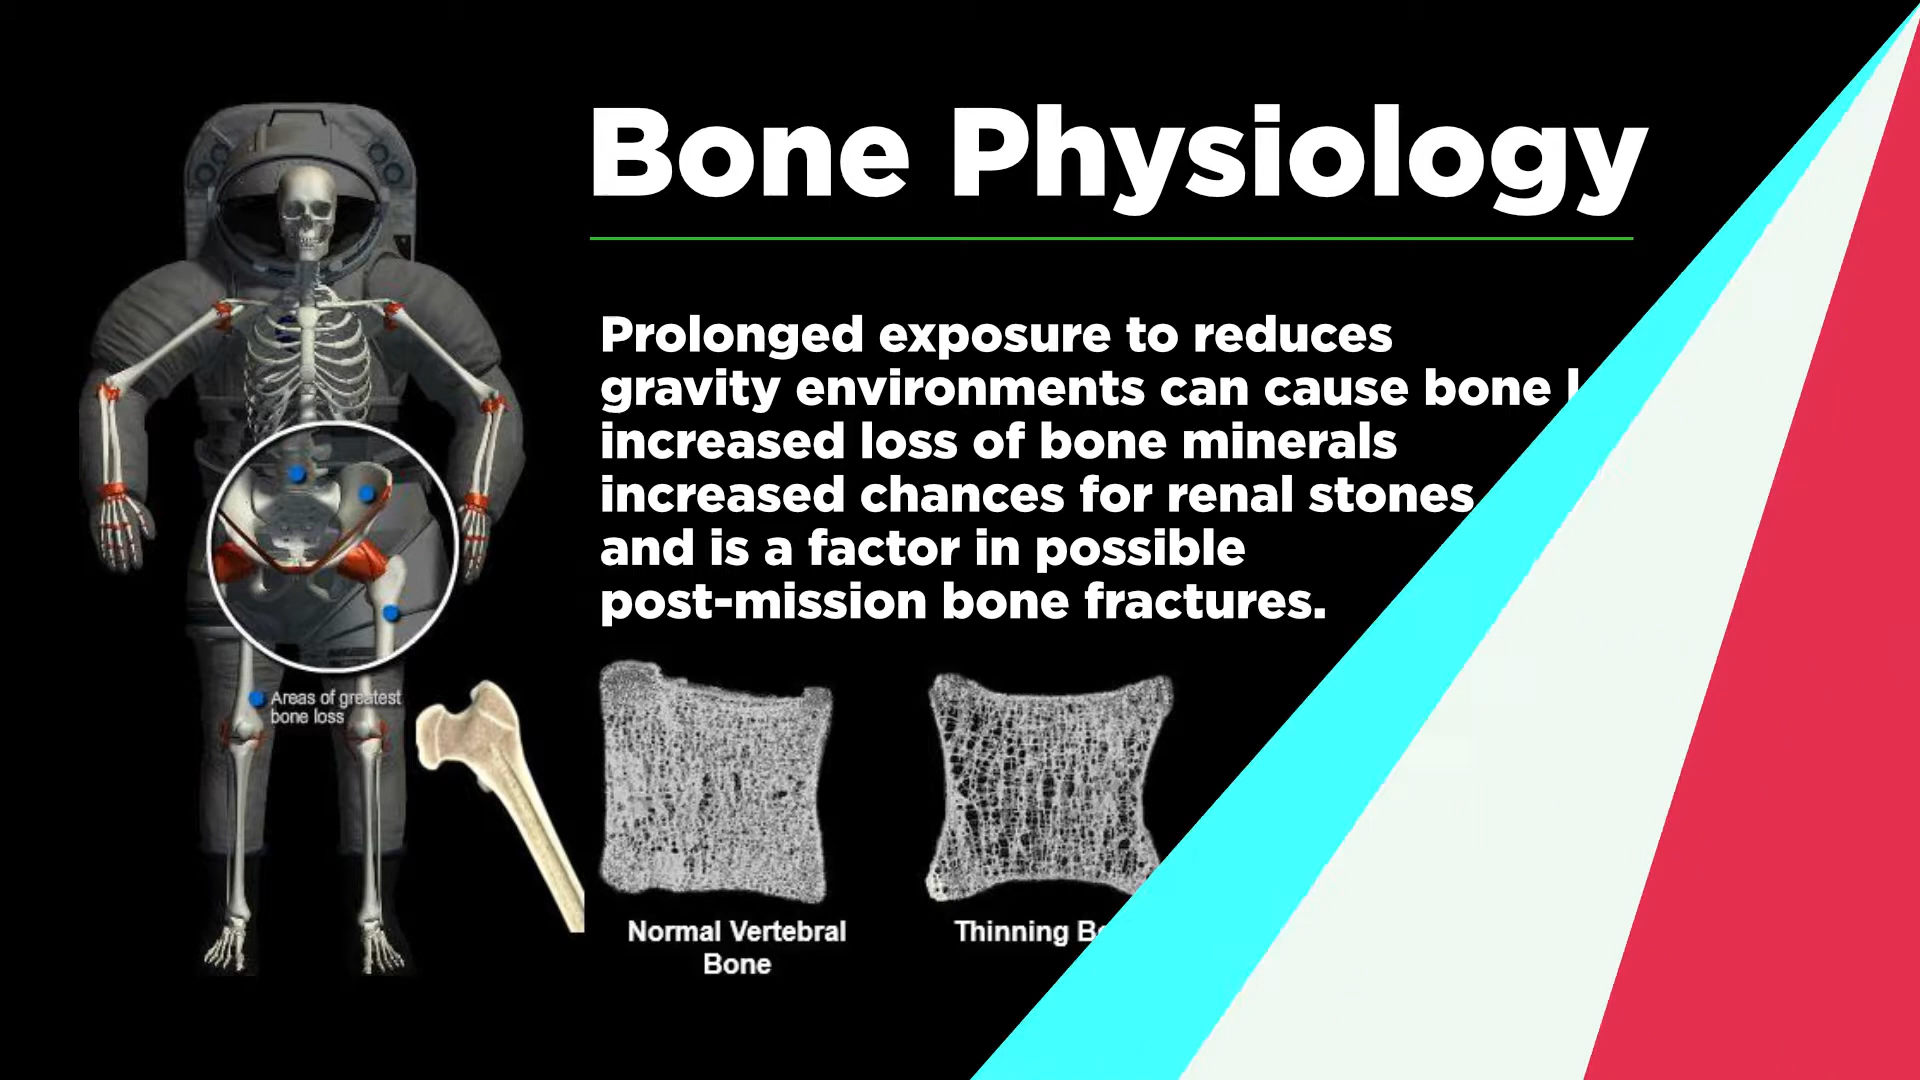 Bone Physiology
Prolonged exposure to reduces
gravity environments can cause bone
increased loss of bone minerals
increased chances for renal stones
and is a factor in possible
post-mission bone fractures.
Areas of greatest
bone loss
Normal Vertebral
Bone
Thinning